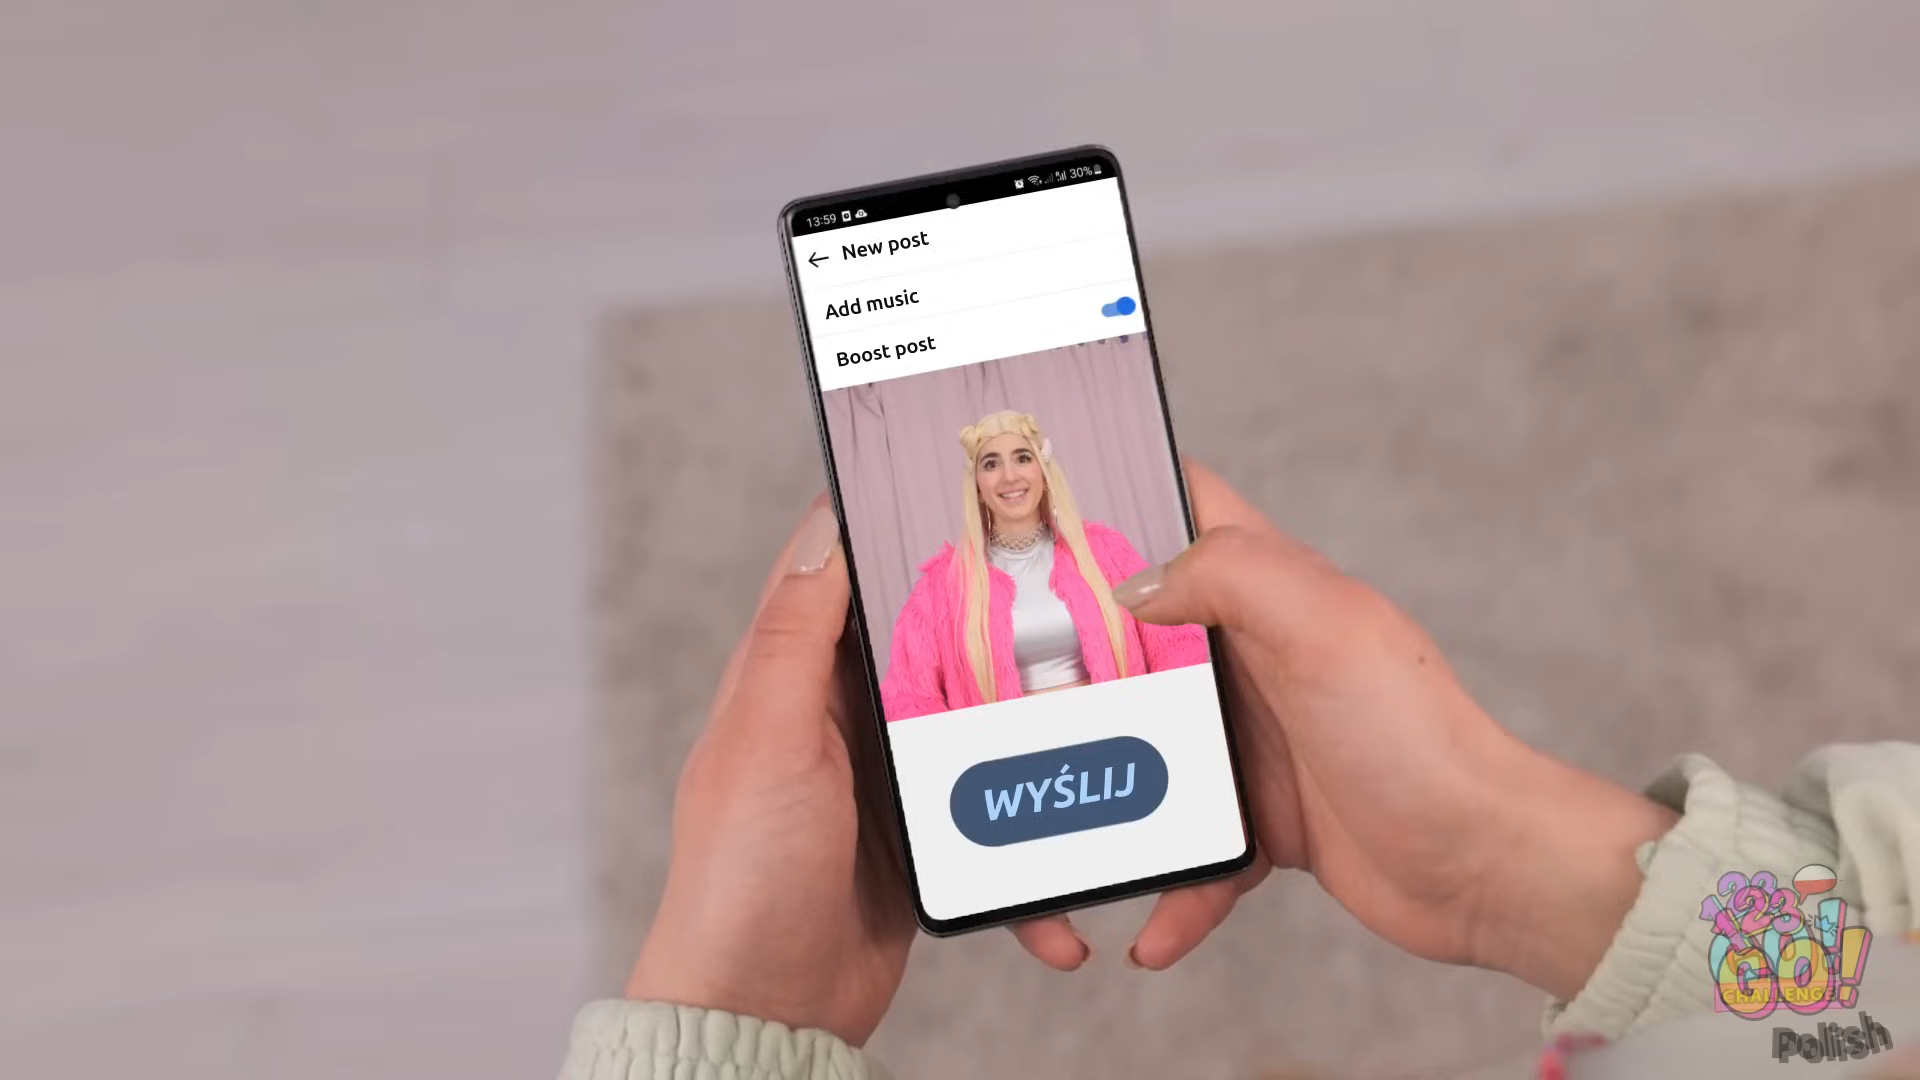 13:59
30%
New post
Add music
Boost post
WYŚLIJ
123
GO!
CHALLENGE
Polish